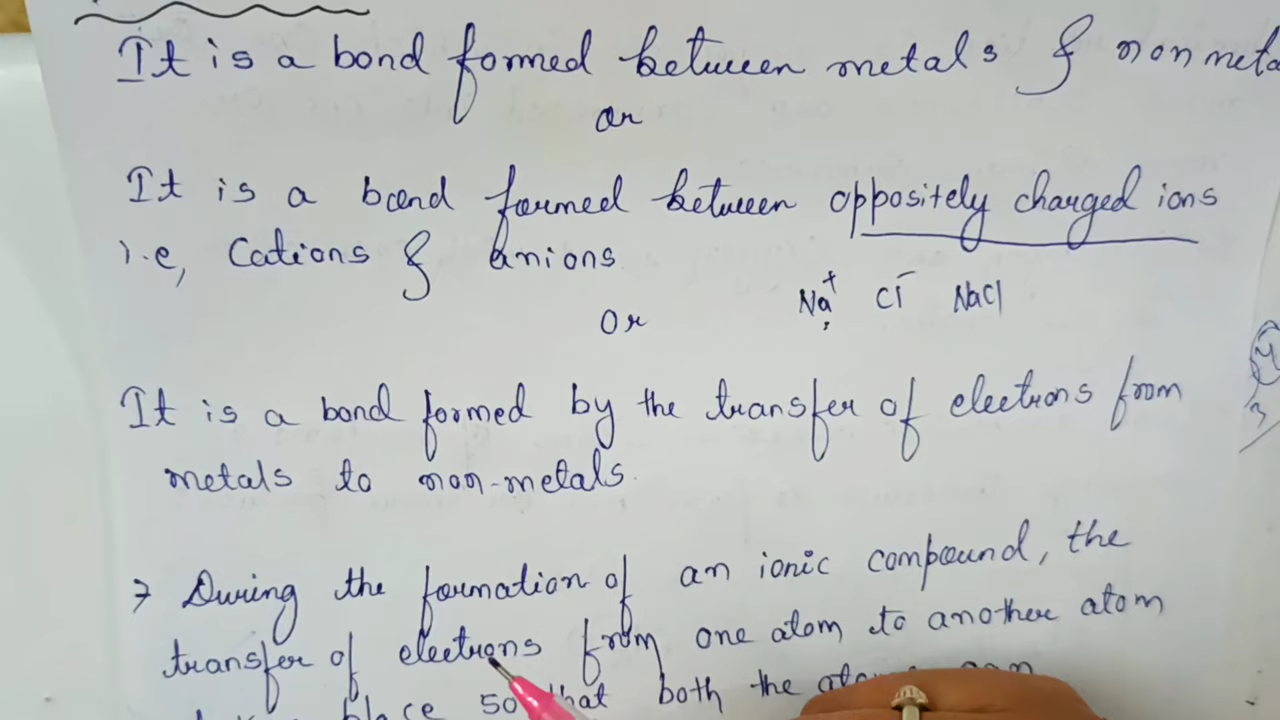 It is a bond formed between metals & nonmeta
or
It is a bond formed between oppositely charged ions
i.e, Cations & anions
Na⁺ Cl⁻ NaCl
Or
It is a bond formed by the transfer of electrons from
metals to non-metals.
→ During the formation of an ionic compound, the
transfer of electrons from one atom to another atom
place so that both the